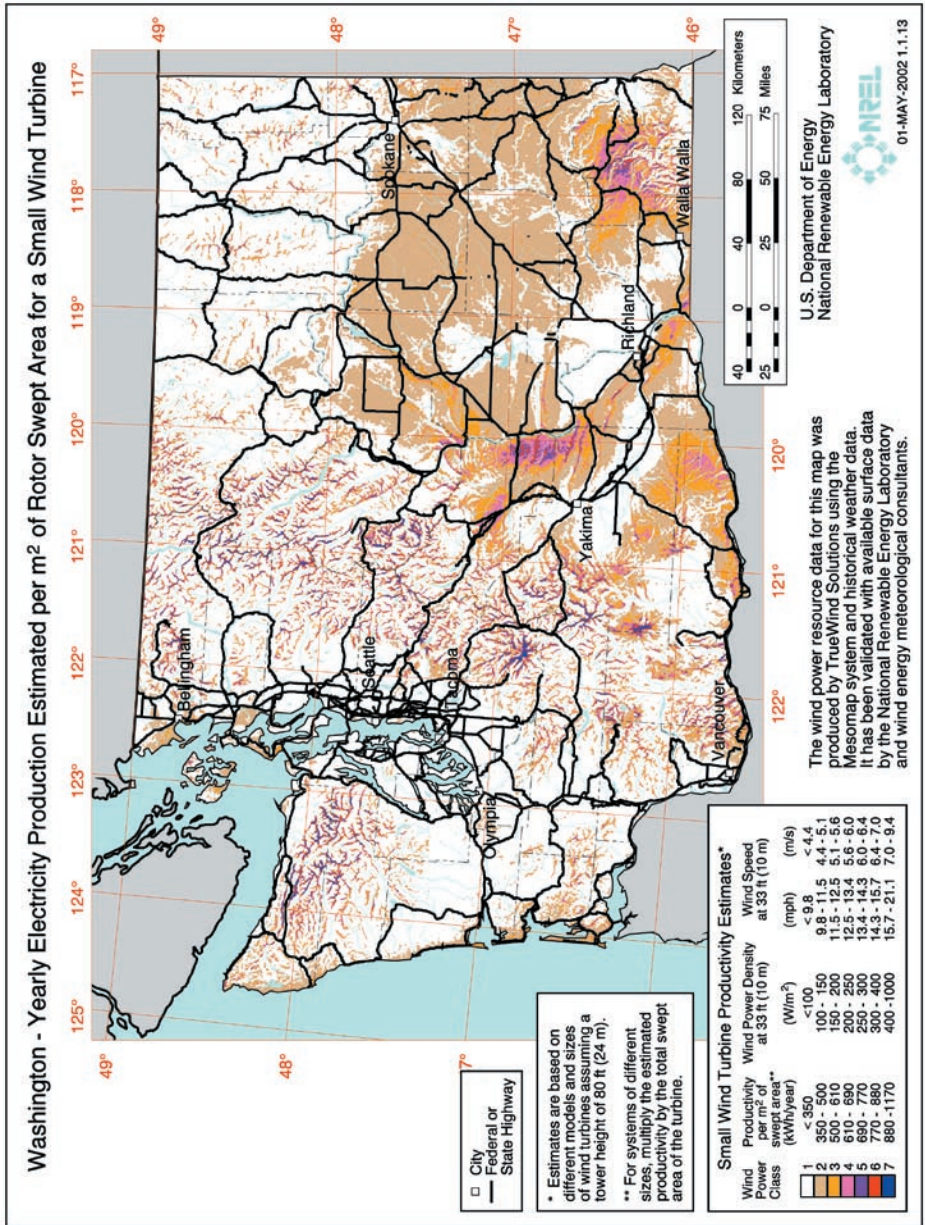 Washington - Yearly Electricity Production Estimated per m² of Rotor Swept Area for a Small Wind Turbine
125° 124° 123° 122° 121° 120° 119° 118° 117°
49° 49°
48° 48°
47° 47°
46°
121° 120°
122° 121° 120°
Bellingham
Seattle
Tacoma
Olympia
Vancouver
Yakima
Richland
Spokane
Walla Walla
□ City
Federal or
State Highway
* Estimates are based on
different models and sizes
of wind turbines assuming a
tower height of 80 ft (24 m).
** For systems of different
sizes, multiply the estimated
productivity by the total swept
area of the turbine.
Small Wind Turbine Productivity Estimates*
Wind Productivity Wind Power Density Wind Speed
Power per m² of at 33 ft (10 m) at 33 ft (10 m)
Class swept area**
(kWh/year) (W/m²) (mph) (m/s)
1 <350 <100 < 9.8 < 4.4
2 350 - 500 100 - 150 9.8 - 11.5 4.4 - 5.1
3 500 - 610 150 - 200 11.5 - 12.5 5.1 - 5.6
4 610 - 690 200 - 250 12.5 - 13.4 5.6 - 6.0
5 690 - 770 250 - 300 13.4 - 14.3 6.0 - 6.4
6 770 - 880 300 - 400 14.3 - 15.7 6.4 - 7.0
7 880 -1170 400 -1000 15.7 - 21.1 7.0 - 9.4
The wind power resource data for this map was
produced by TrueWind Solutions using the
Mesomap system and historical weather data.
It has been validated with available surface data
by the National Renewable Energy Laboratory
and wind energy meteorological consultants.
40 0 40 80 120 Kilometers
25 0 25 50 75 Miles
U.S. Department of Energy
National Renewable Energy Laboratory
NREL
01-MAY-2002 1.1.13